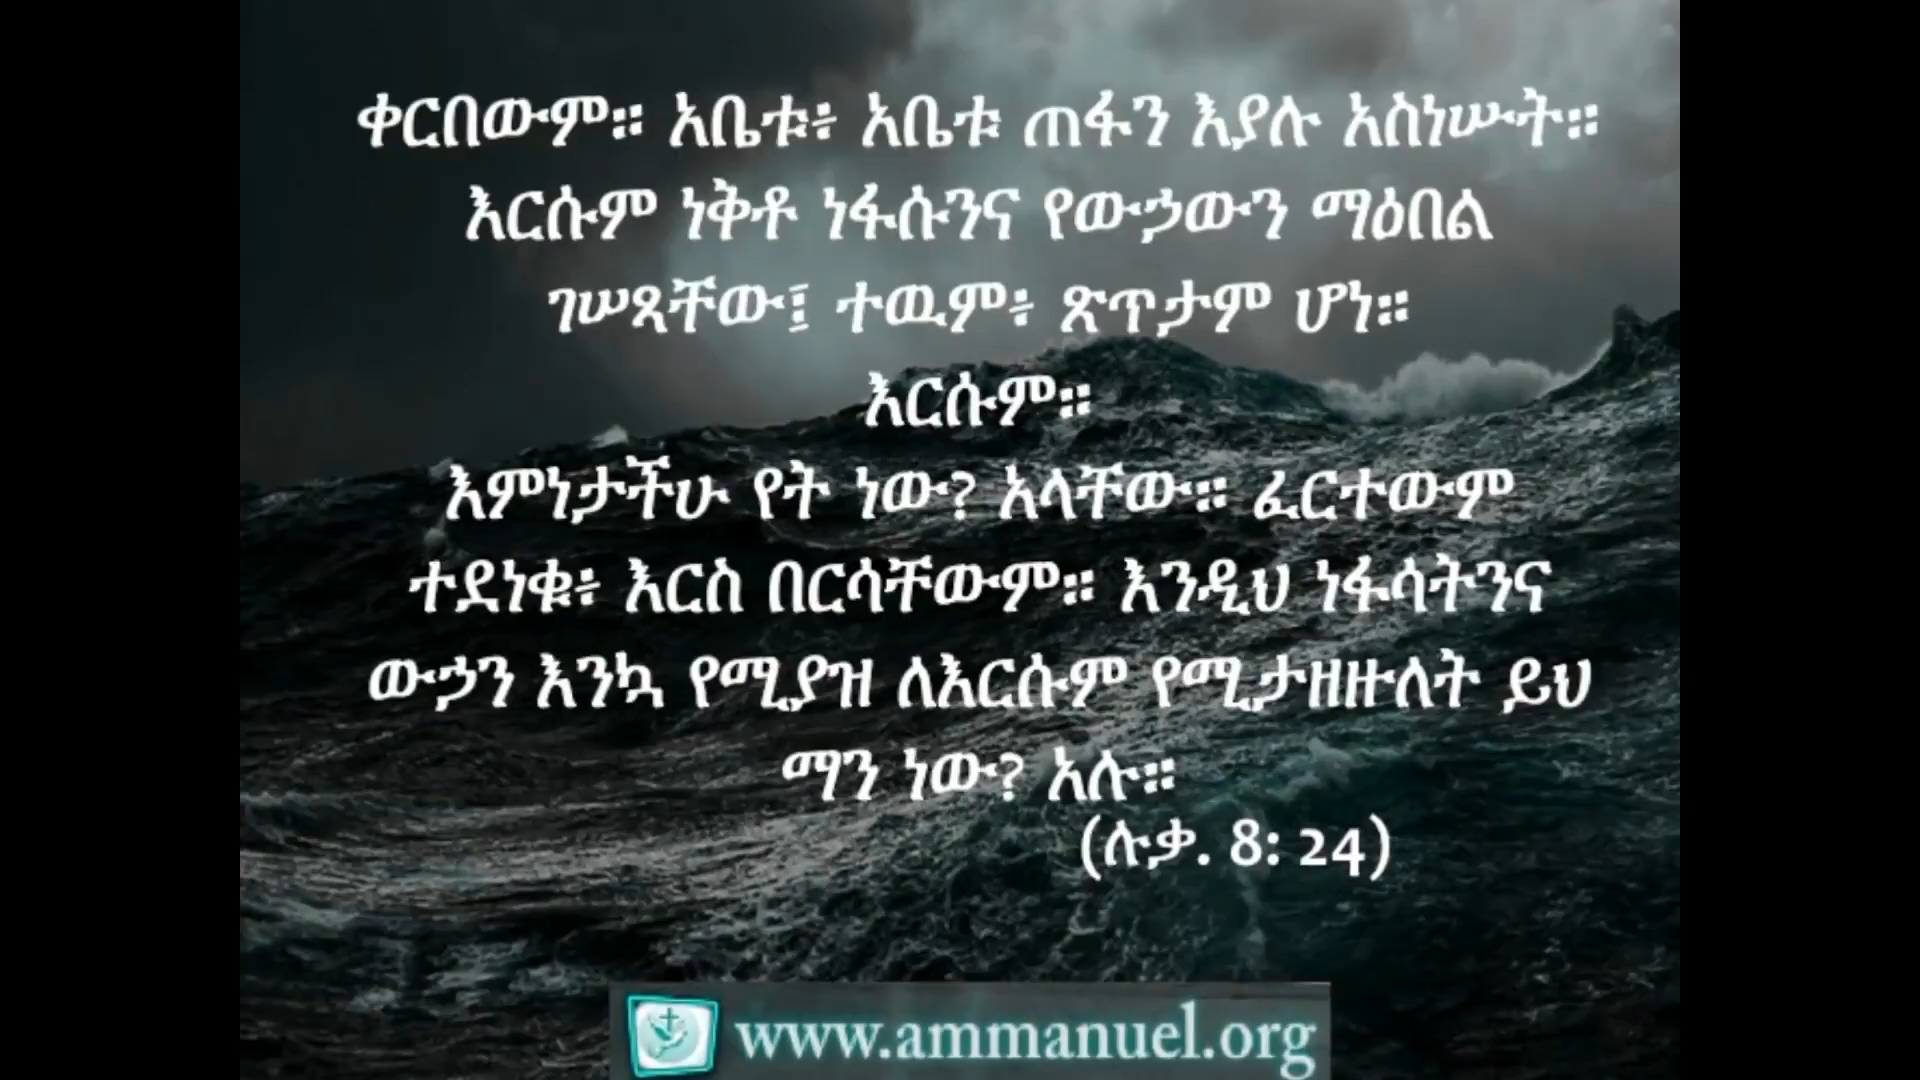 ቀርበውም። አቤቱ፥ አቤቱ ጠፋን እያሉ አስነሡት።
እርሱም ነቅቶ ነፋሱንና የውኃውን ማዕበል
ገሠጻቸው፤ ተዉም፥ ጸጥታም ሆነ።
እርሱም።
እምነታችሁ የት ነው? አላቸው። ፈርተውም
ተደነቁ፥ እርስ በርሳቸውም። እንዲህ ነፋሳትንና
ውኃን እንኳ የሚያዝ ለእርሱም የሚታዘዙለት ይህ
ማን ነው? አሉ።
(ሉቃ. 8: 24)
www.ammanuel.org